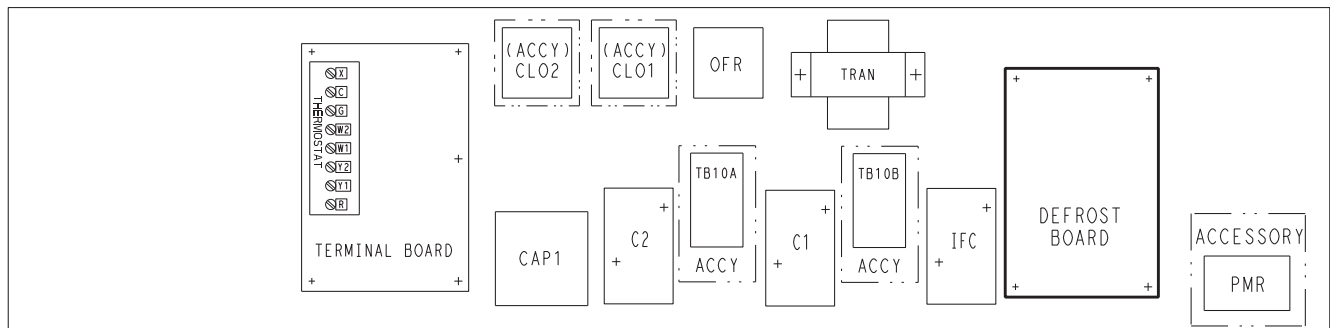 (ACCY)
CLO2
(ACCY)
CLO1
OFR
TRAN
THERMOSTAT
X
C
G
W2
W1
Y2
Y1
R
TERMINAL BOARD
CAP1
C2
TB10A
ACCY
C1
TB10B
ACCY
IFC
DEFROST
BOARD
ACCESSORY
PMR